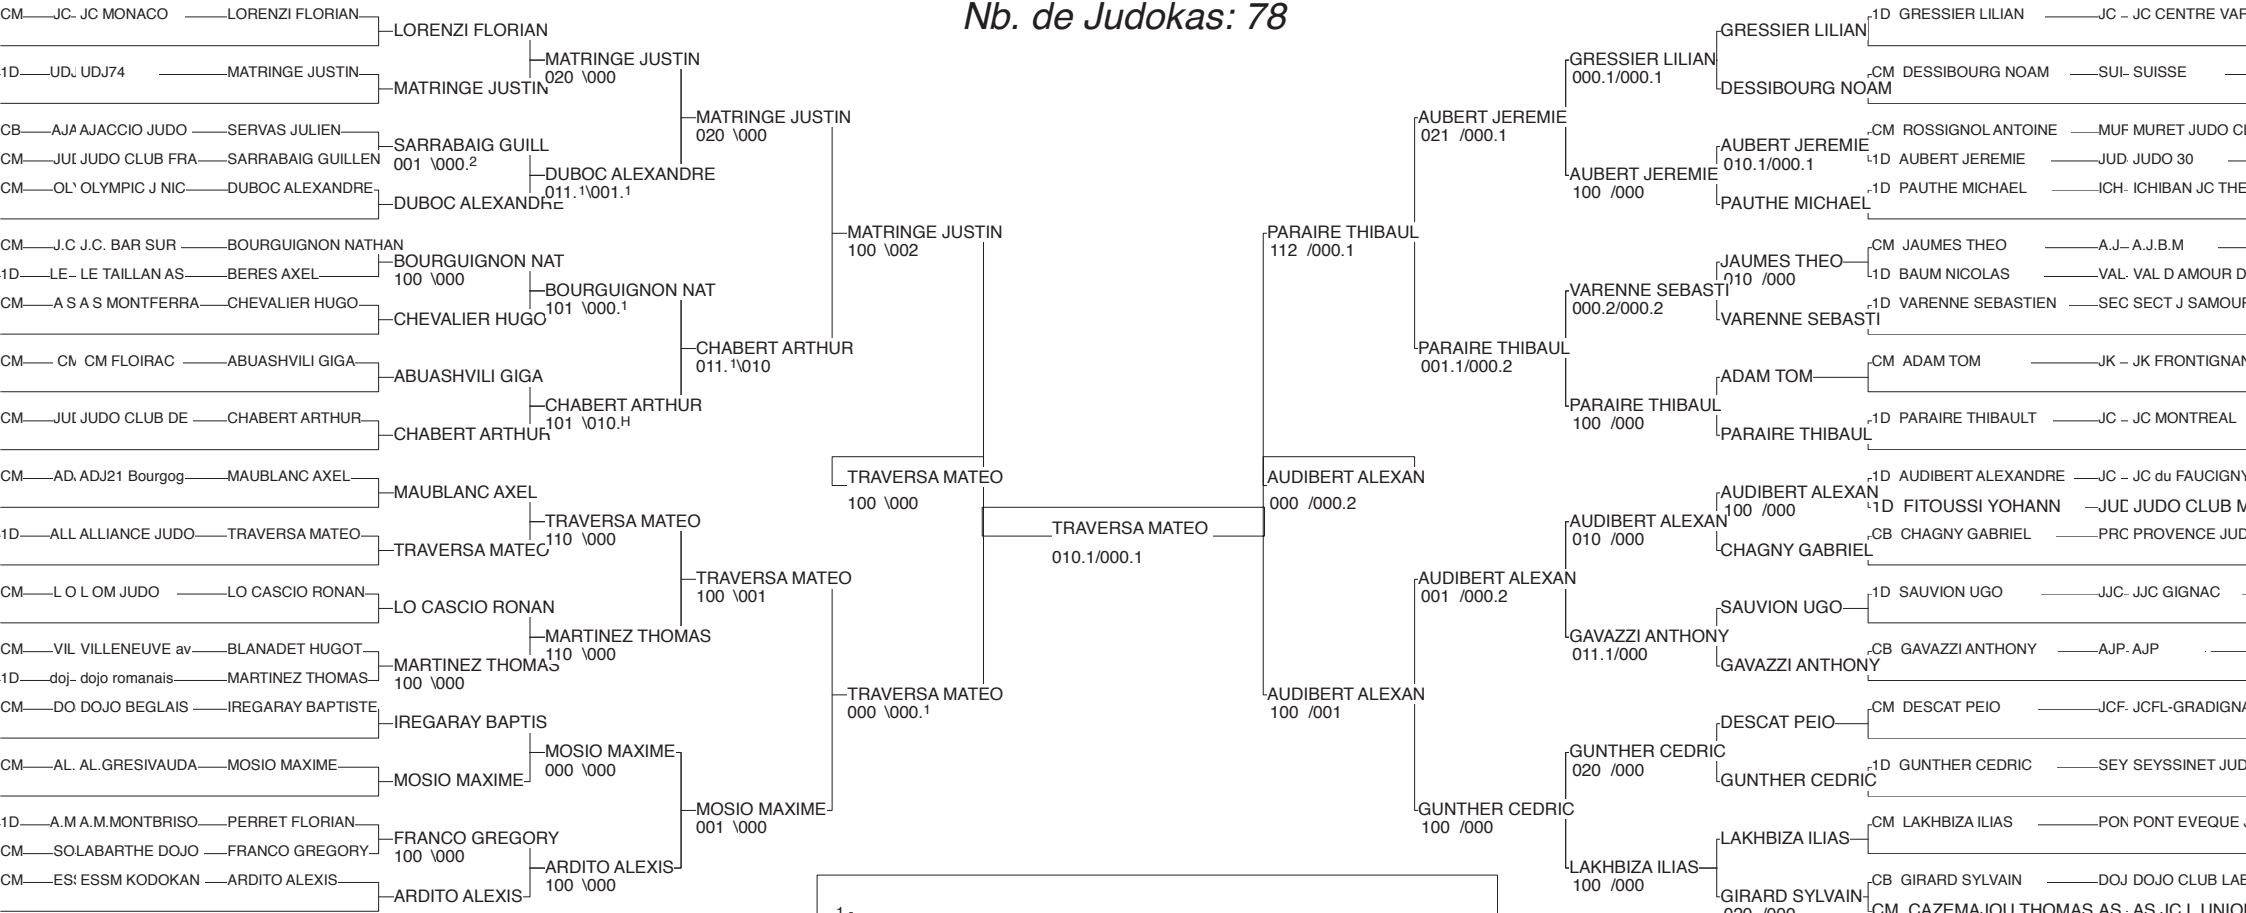 Nb. de Judokas: 78
CM JC JC MONACO LORENZI FLORIAN
LORENZI FLORIAN
MATRINGE JUSTIN
020 \000
1D UDJ UDJ74 MATRINGE JUSTIN
MATRINGE JUSTIN
MATRINGE JUSTIN
020 \000
CB AJA AJACCIO JUDO SERVAS JULIEN
SARRABAIG GUILL
001 \000.2
CM JUD JUDO CLUB FRA SARRABAIG GUILLEN
DUBOC ALEXANDRE
011.1\001.1
CM OLY OLYMPIC J NIC DUBOC ALEXANDRE
DUBOC ALEXANDRE
MATRINGE JUSTIN
100 \002
CM J.C J.C. BAR SUR BOURGUIGNON NATHAN
BOURGUIGNON NAT
100 \000
1D LE LE TAILLAN AS BERES AXEL
BOURGUIGNON NAT
101 \000.1
CM A S A S MONTFERRA CHEVALIER HUGO
CHEVALIER HUGO
CHABERT ARTHUR
011.1\010
CM CM CM FLOIRAC ABUASHVILI GIGA
ABUASHVILI GIGA
CHABERT ARTHUR
101 \010.H
CM JUD JUDO CLUB DE CHABERT ARTHUR
CHABERT ARTHUR
TRAVERSA MATEO
100 \000
CM ADJ ADJ21 Bourgog MAUBLANC AXEL
MAUBLANC AXEL
TRAVERSA MATEO
110 \000
1D ALL ALLIANCE JUDO TRAVERSA MATEO
TRAVERSA MATEO
TRAVERSA MATEO
100 \001
CM L O L OM JUDO LO CASCIO RONAN
LO CASCIO RONAN
MARTINEZ THOMAS
110 \000
CM VIL VILLENEUVE av BLANADET HUGOT
MARTINEZ THOMAS
100 \000
1D doj dojo romanais MARTINEZ THOMAS
TRAVERSA MATEO
000 \000.1
CM DO DOJO BEGLAIS IREGARAY BAPTISTE
IREGARAY BAPTIS
MOSIO MAXIME
000 \000
CM AL. AL.GRESIVAUDA MOSIO MAXIME
MOSIO MAXIME
MOSIO MAXIME
001 \000
1D A.M A.M.MONTBRISO PERRET FLORIAN
FRANCO GREGORY
100 \000
CM SO LABARTHE DOJO FRANCO GREGORY
ARDITO ALEXIS
100 \000
CM ESS ESSM KODOKAN ARDITO ALEXIS
ARDITO ALEXIS
TRAVERSA MATEO
010.1/000.1
1 -
GRESSIER LILIAN
1D GRESSIER LILIAN JC JC CENTRE VAR
GRESSIER LILIAN
000.1/000.1
CM DESSIBOURG NOAM SUI SUISSE
DESSIBOURG NOAM
AUBERT JEREMIE
021 /000.1
CM ROSSIGNOL ANTOINE MUR MURET JUDO CL
AUBERT JEREMIE
010.1/000.1
1D AUBERT JEREMIE JUD JUDO 30
AUBERT JEREMIE
100 /000
1D PAUTHE MICHAEL ICH ICHIBAN JC THE
PAUTHE MICHAEL
PARAIRE THIBAUL
112 /000.1
CM JAUMES THEO A.J A.J.B.M
JAUMES THEO
010 /000
1D BAUM NICOLAS VAL VAL D AMOUR D
VARENNE SEBASTI
000.2/000.2
1D VARENNE SEBASTIEN SEC SECT J SAMOUR
VARENNE SEBASTI
PARAIRE THIBAUL
001.1/000.2
CM ADAM TOM JK JK FRONTIGNAN
ADAM TOM
PARAIRE THIBAUL
100 /000
1D PARAIRE THIBAULT JC JC MONTREAL
PARAIRE THIBAUL
AUDIBERT ALEXAN
000 /000.2
1D AUDIBERT ALEXANDRE JC JC du FAUCIGNY
AUDIBERT ALEXAN
100 /000
1D FITOUSSI YOHANN JUD JUDO CLUB M
AUDIBERT ALEXAN
010 /000
CB CHAGNY GABRIEL PRO PROVENCE JUD
CHAGNY GABRIEL
AUDIBERT ALEXAN
001 /000.2
1D SAUVION UGO JJC JJC GIGNAC
SAUVION UGO
GAVAZZI ANTHONY
011.1/000
CB GAVAZZI ANTHONY AJP AJP
GAVAZZI ANTHONY
AUDIBERT ALEXAN
100 /001
CM DESCAT PEIO JCF JCFL-GRADIGNA
DESCAT PEIO
GUNTHER CEDRIC
020 /000
1D GUNTHER CEDRIC SEY SEYSSINET JUD
GUNTHER CEDRIC
GUNTHER CEDRIC
100 /000
CM LAKHBIZA ILIAS PON PONT EVEQUE J
LAKHBIZA ILIAS
LAKHBIZA ILIAS
100 /000
CB GIRARD SYLVAIN DOJ DOJO CLUB LAB
GIRARD SYLVAIN
020 /000
CM CAZEMAJOU THOMAS AS AS JC L UNION